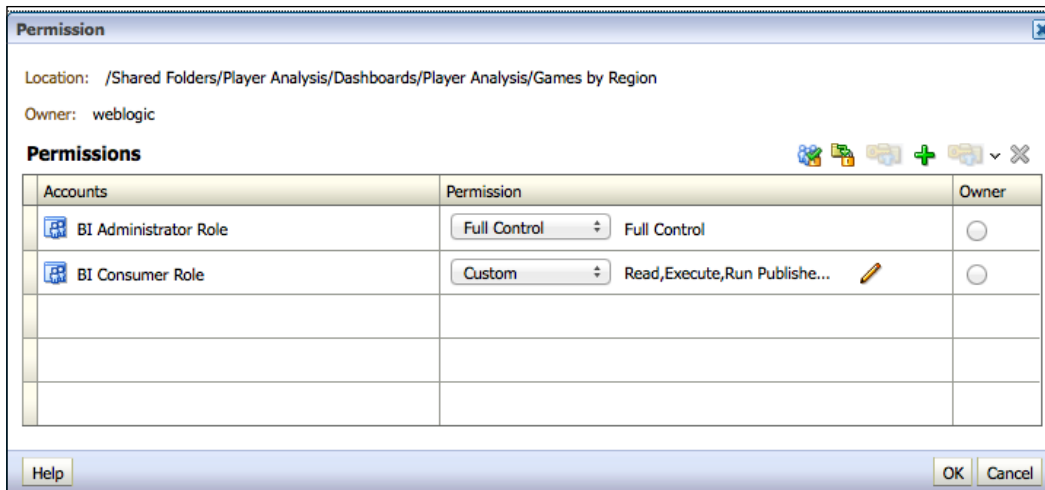 Permission
Location: /Shared Folders/Player Analysis/Dashboards/Player Analysis/Games by Region
Owner: weblogic
Permissions
Accounts Permission Owner
BI Administrator Role Full Control Full Control
BI Consumer Role Custom Read,Execute,Run Publishe...
Help OK Cancel